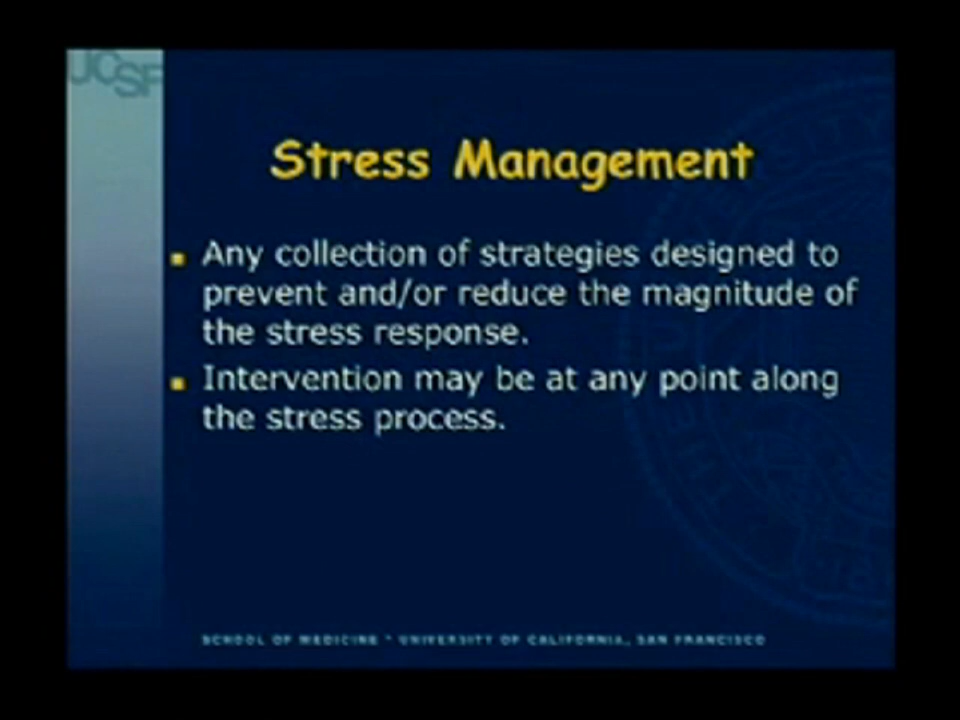 UCSF
Stress Management
Any collection of strategies designed to
prevent and/or reduce the magnitude of
the stress response.
Intervention may be at any point along
the stress process.
SCHOOL OF MEDICINE * UNIVERSITY OF CALIFORNIA, SAN FRANCISCO